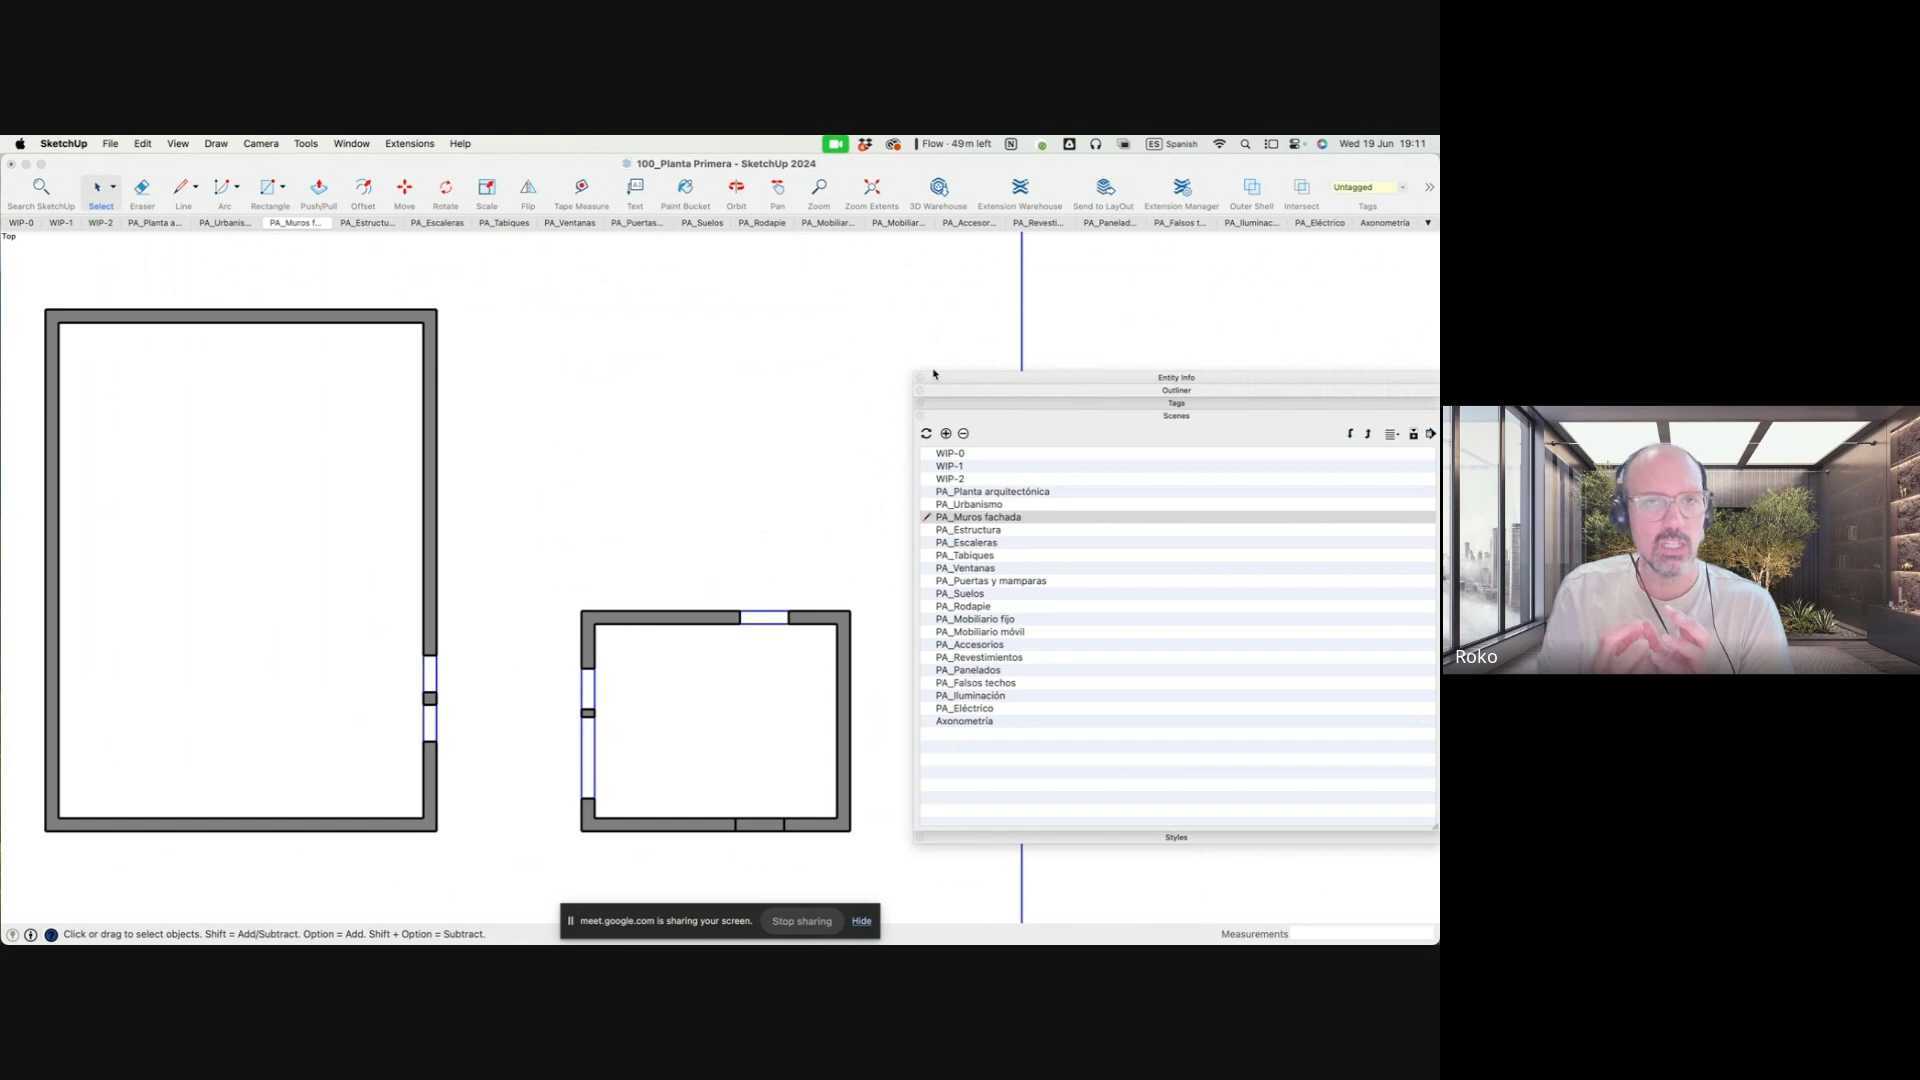 SketchUp File Edit View Draw Camera Tools Window Extensions Help Flow · 49m left ES Spanish Wed 19 Jun 19:11
100_Planta Primera - SketchUp 2024
Untagged
Search SketchUp Select Eraser Line Arc Rectangle Push/Pull Offset Move Rotate Scale Flip Tape Measure Text Paint Bucket Orbit Pan Zoom Zoom Extents 3D Warehouse Extension Warehouse Send to LayOut Extension Manager Outer Shell Intersect Tags
WIP-0 WIP-1 WIP-2 PA_Planta a... PA_Urbanis... PA_Muros f... PA_Estructu... PA_Escaleras PA_Tabiques PA_Ventanas PA_Puertas... PA_Suelos PA_Rodapie PA_Mobiliar... PA_Mobiliar... PA_Accesor... PA_Revesti... PA_Panelad... PA_Falsos t... PA_Iluminac... PA_Eléctrico Axonometría
Top
Entity Info
Outliner
Tags
Scenes
WIP-0
WIP-1
WIP-2
PA_Planta arquitectónica
PA_Urbanismo
PA_Muros fachada
PA_Estructura
PA_Escaleras
PA_Tabiques
PA_Ventanas
PA_Puertas y mamparas
PA_Suelos
PA_Rodapie
PA_Mobiliario fijo
PA_Mobiliario móvil
PA_Accesorios
PA_Revestimientos
PA_Panelados
PA_Falsos techos
PA_Iluminación
PA_Eléctrico
Axonometría
Styles
Roko
meet.google.com is sharing your screen. Stop sharing Hide
Click or drag to select objects. Shift = Add/Subtract. Option = Add. Shift + Option = Subtract.
Measurements